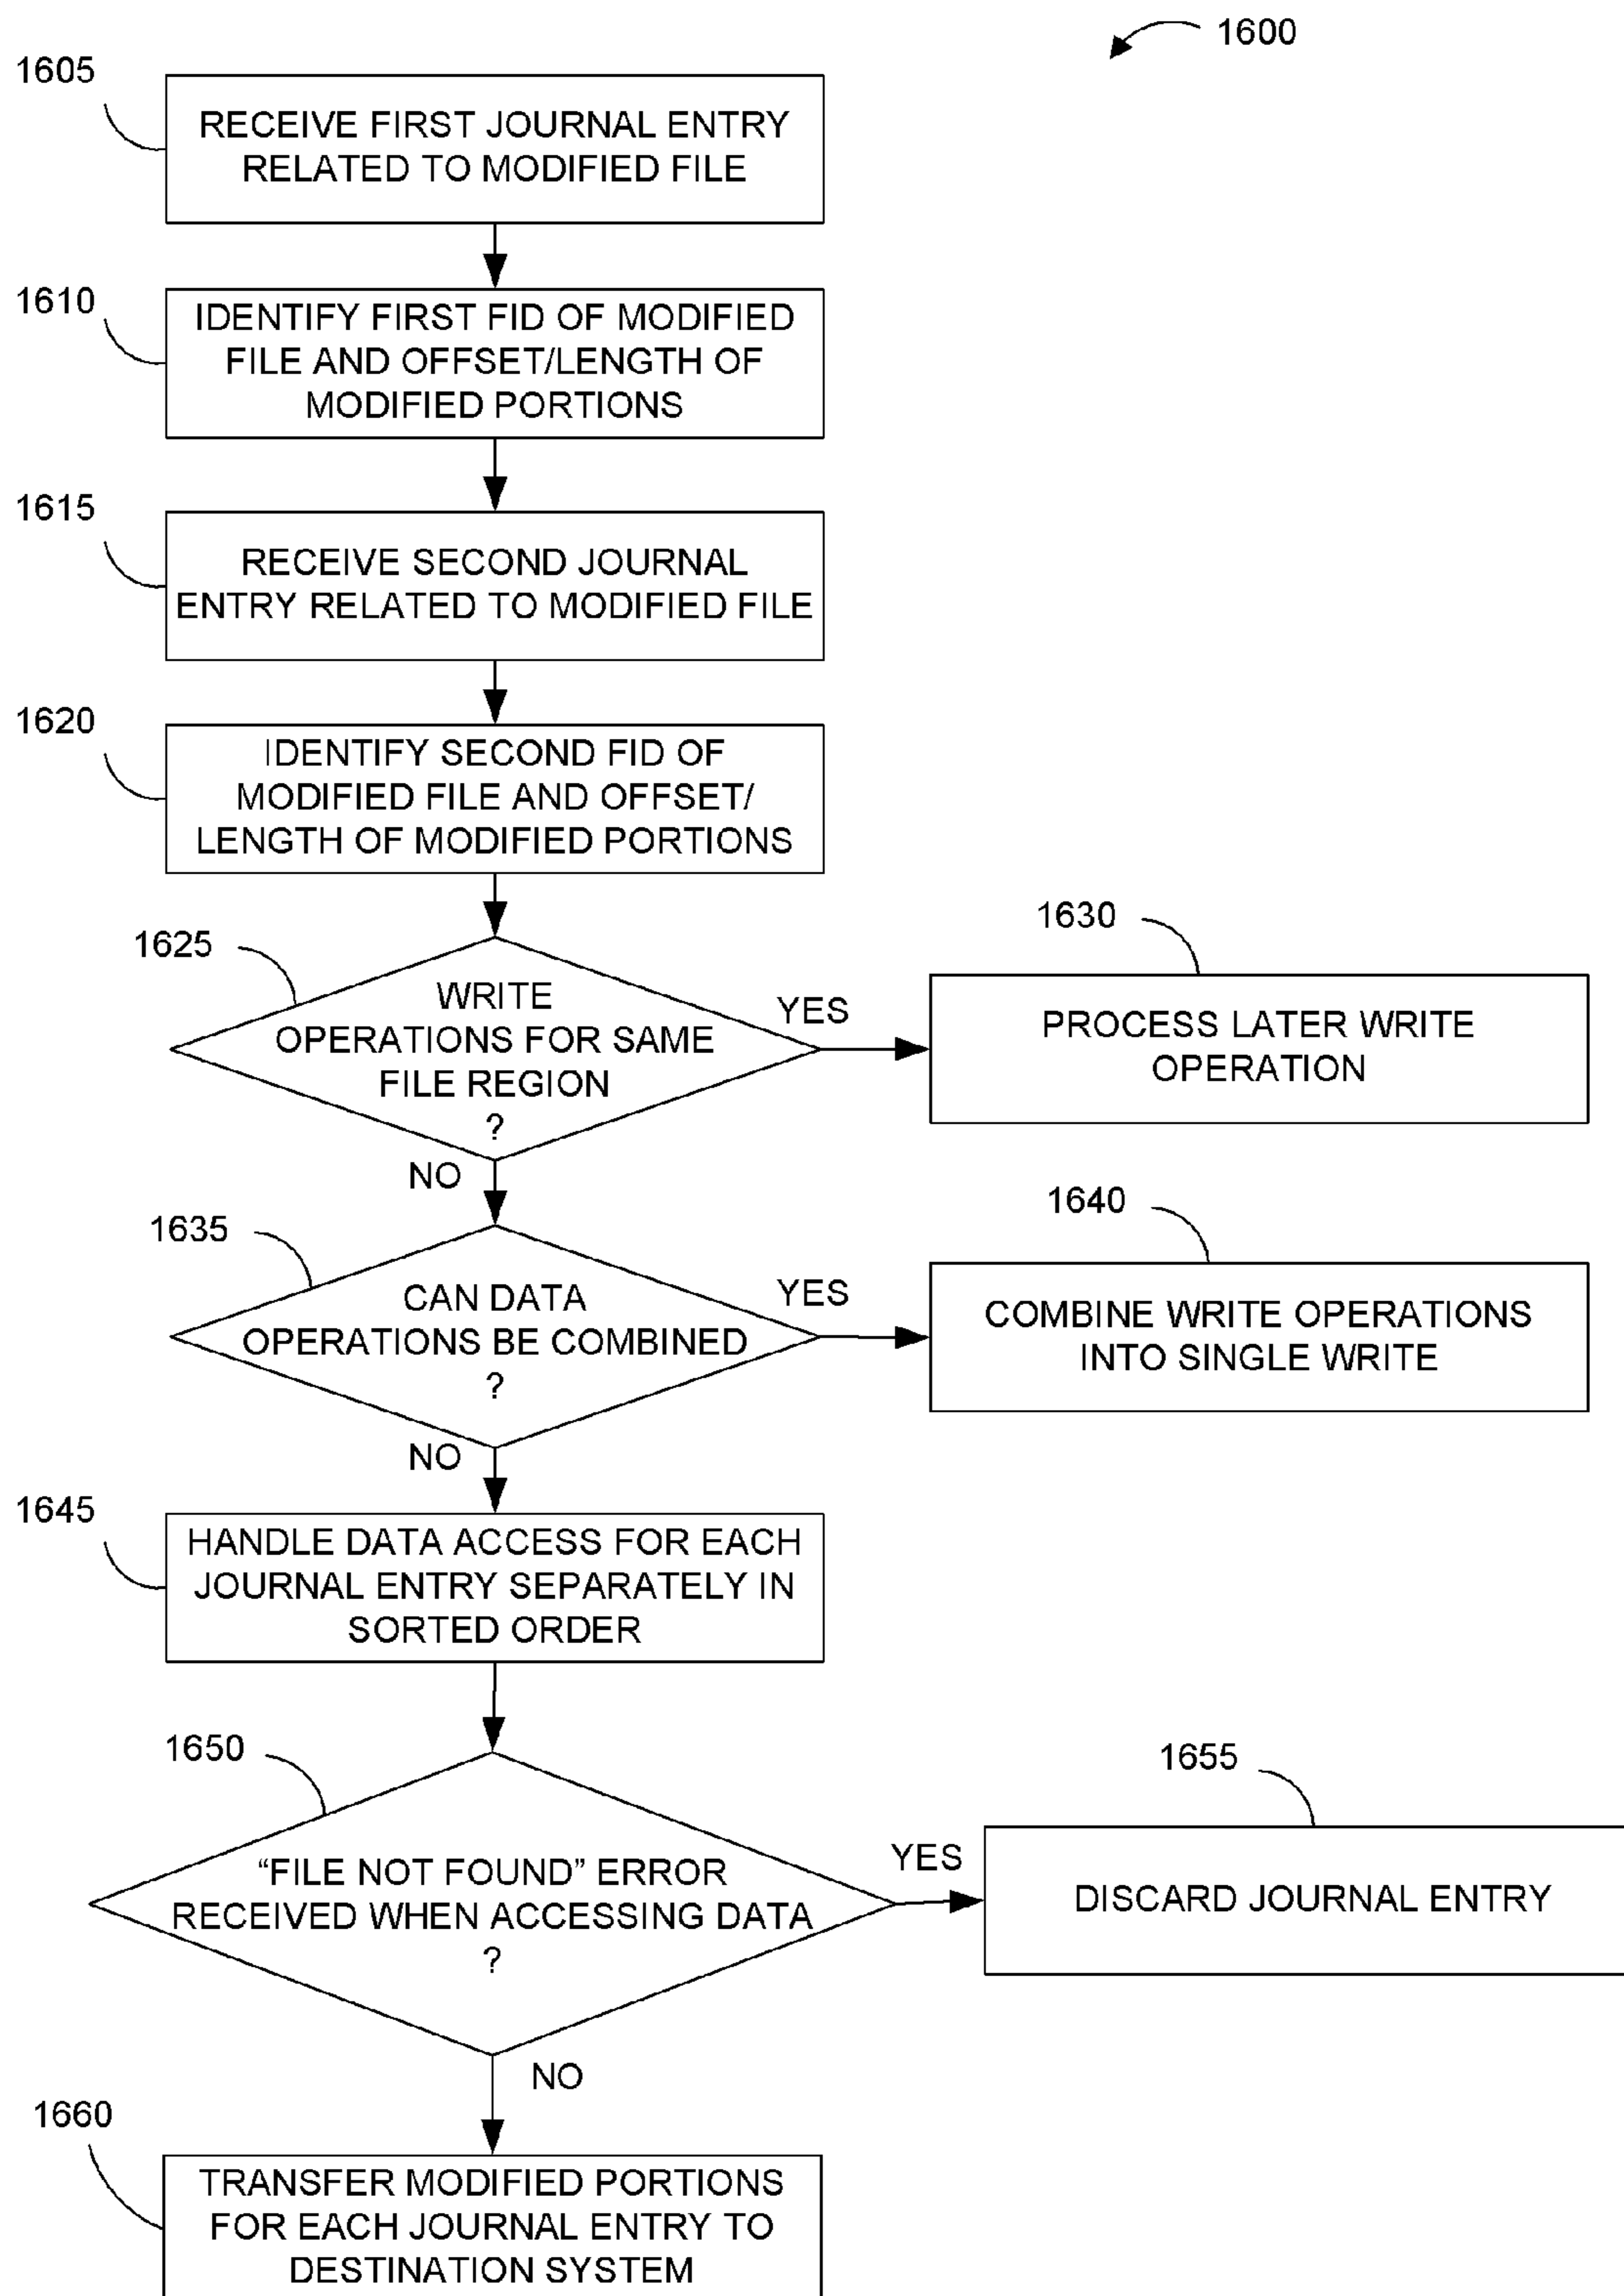 1600
1605
RECEIVE FIRST JOURNAL ENTRY
RELATED TO MODIFIED FILE
1610
IDENTIFY FIRST FID OF MODIFIED
FILE AND OFFSET/LENGTH OF
MODIFIED PORTIONS
1615
RECEIVE SECOND JOURNAL
ENTRY RELATED TO MODIFIED FILE
1620
IDENTIFY SECOND FID OF
MODIFIED FILE AND OFFSET/
LENGTH OF MODIFIED PORTIONS
1625
WRITE
OPERATIONS FOR SAME
FILE REGION
?
YES
1630
PROCESS LATER WRITE
OPERATION
NO
1635
CAN DATA
OPERATIONS BE COMBINED
?
YES
1640
COMBINE WRITE OPERATIONS
INTO SINGLE WRITE
NO
1645
HANDLE DATA ACCESS FOR EACH
JOURNAL ENTRY SEPARATELY IN
SORTED ORDER
1650
“FILE NOT FOUND” ERROR
RECEIVED WHEN ACCESSING DATA
?
YES
1655
DISCARD JOURNAL ENTRY
NO
1660
TRANSFER MODIFIED PORTIONS
FOR EACH JOURNAL ENTRY TO
DESTINATION SYSTEM